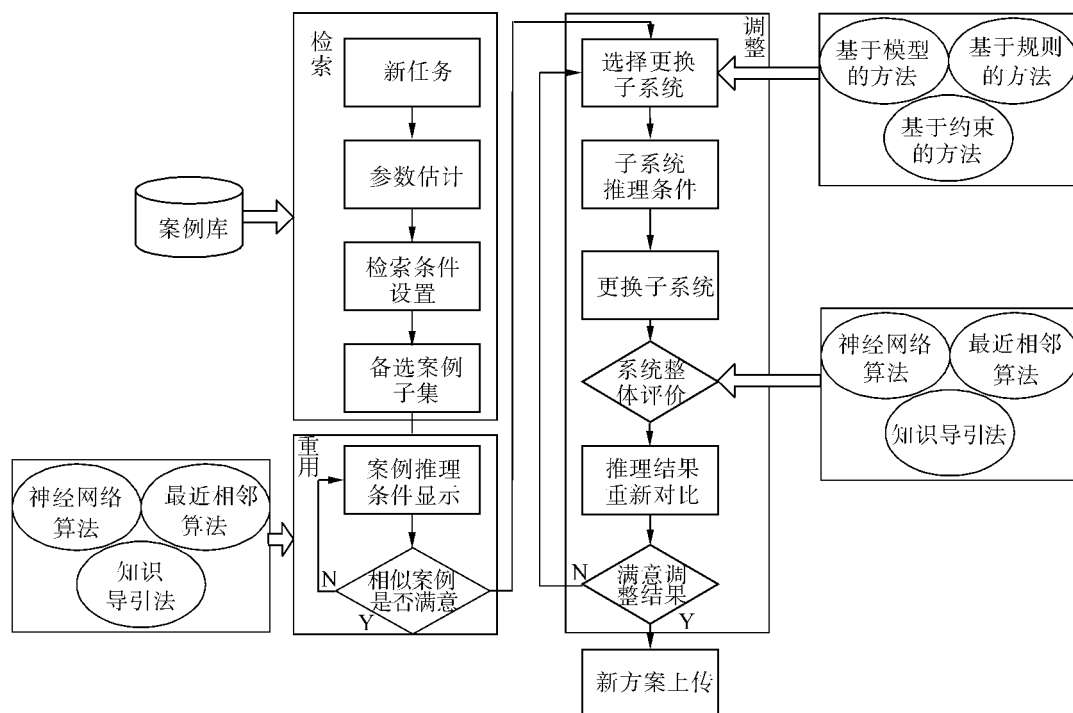 检索
新任务
参数估计
检索条件
设置
备选案例
子集
案例库
重用
案例推理
条件显示
相似案例
是否满意
N
Y
神经网络
算法
最近相邻
算法
知识
导引法
调整
选择更换
子系统
子系统
推理条件
更换子系统
系统整
体评价
推理结果
重新对比
满意调
整结果
N
Y
新方案上传
基于模型
的方法
基于规则
的方法
基于约束
的方法
神经网络
算法
最近相邻
算法
知识导引法